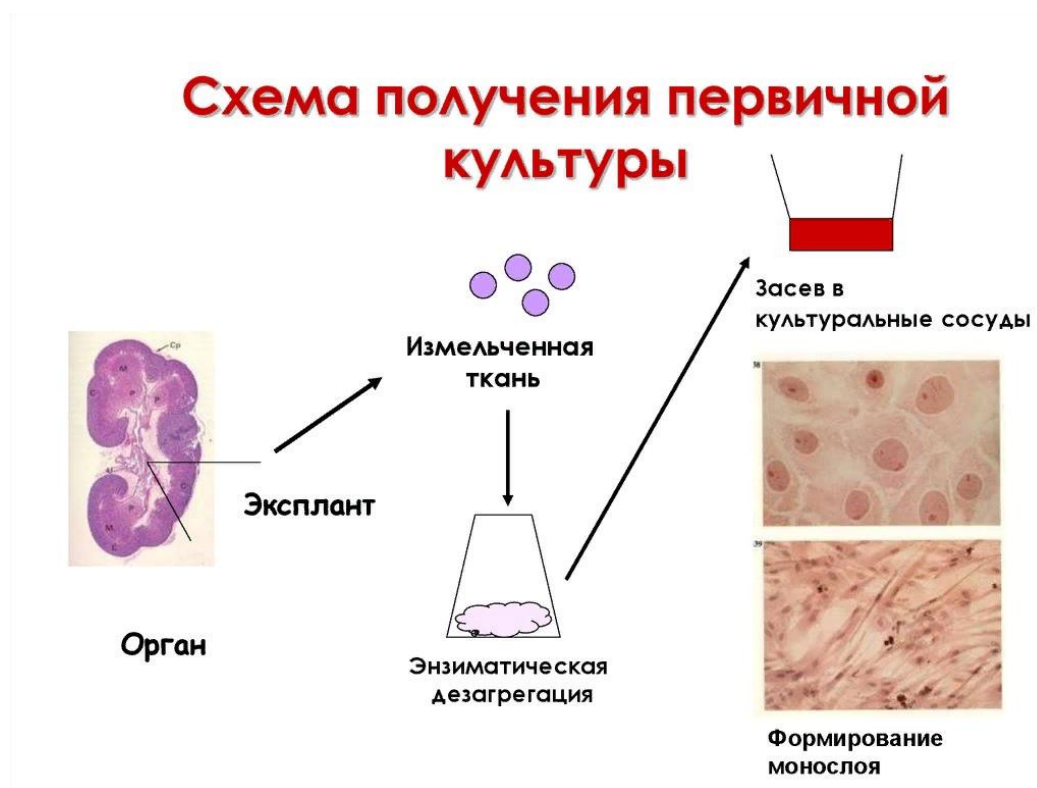 Схема получения первичной
культуры
Засев в
культуральные сосуды
Измельченная
ткань
Эксплант
Орган
Энзиматическая
дезагрегация
Формирование
монослоя